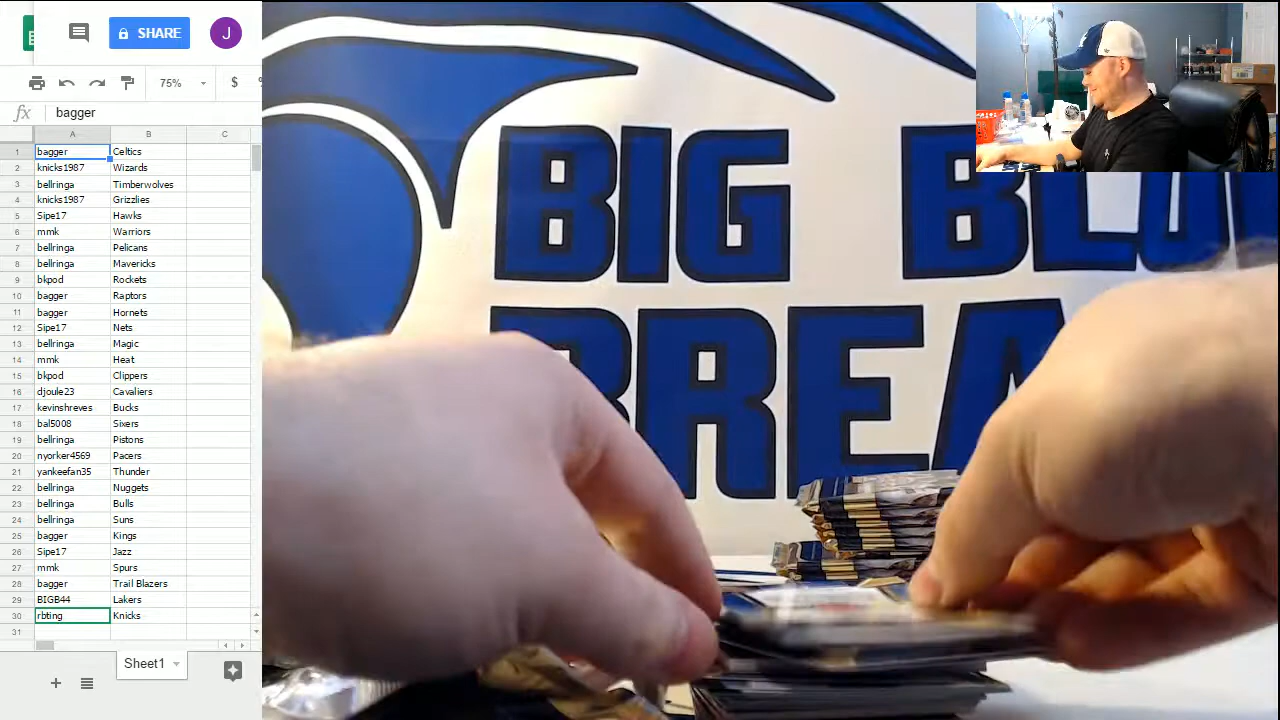 SHARE
J
75%
$
fx
bagger
A B C
1 bagger Celtics
2 knicks1987 Wizards
3 bellringa Timberwolves
4 knicks1987 Grizzlies
5 Sipe17 Hawks
6 mmk Warriors
7 bellringa Pelicans
8 bellringa Mavericks
9 bkpod Rockets
10 bagger Raptors
11 bagger Hornets
12 Sipe17 Nets
13 bellringa Magic
14 mmk Heat
15 bkpod Clippers
16 djoule23 Cavaliers
17 kevinshreves Bucks
18 bal5008 Sixers
19 bellringa Pistons
20 nyorker4569 Pacers
21 yankeefan35 Thunder
22 bellringa Nuggets
23 bellringa Bulls
24 bellringa Suns
25 bagger Kings
26 Sipe17 Jazz
27 mmk Spurs
28 bagger Trail Blazers
29 BIGB44 Lakers
30 rbting Knicks
31
Sheet1
BIG BLU
BREA